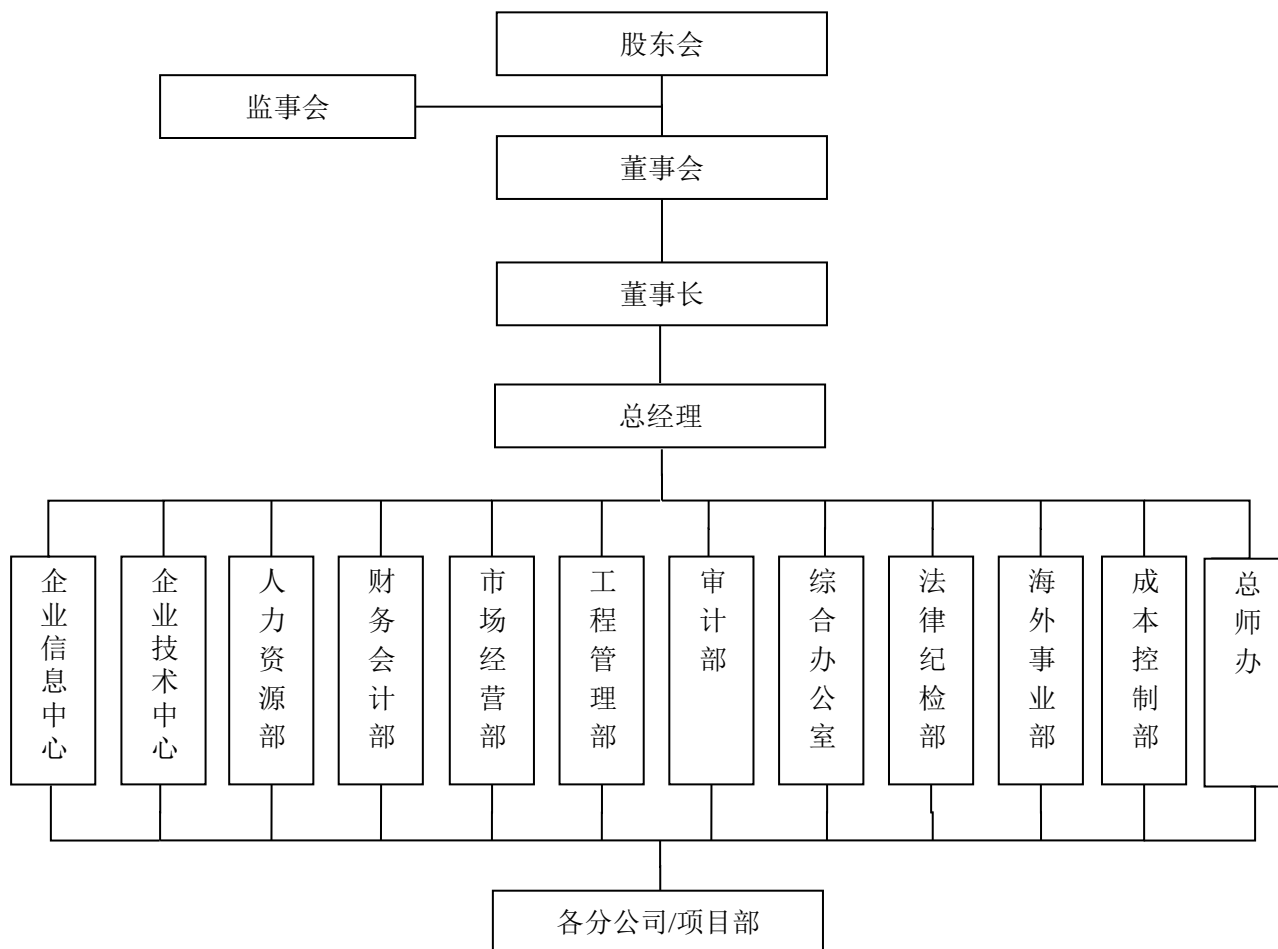 股东会
监事会
董事会
董事长
总经理
企业信息中心
企业技术中心
人力资源部
财务会计部
市场经营部
工程管理部
审计部
综合办公室
法律纪检部
海外事业部
成本控制部
总师办
各分公司/项目部